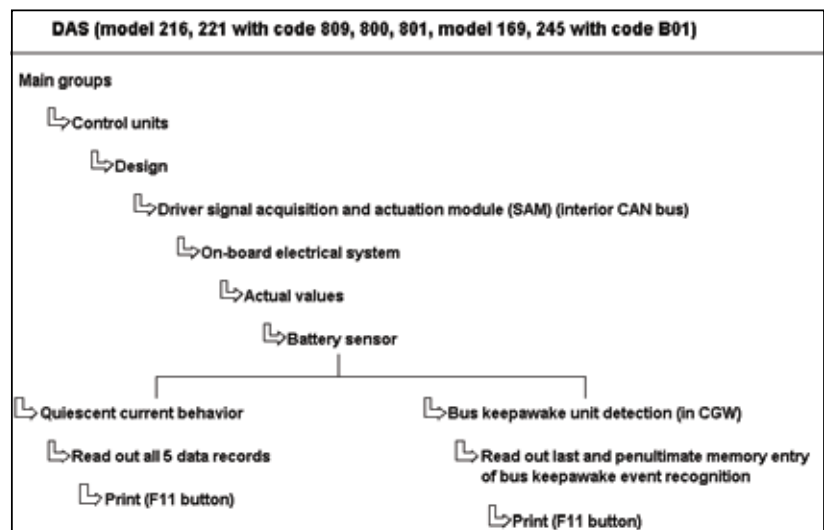 DAS (model 216, 221 with code 809, 800, 801, model 169, 245 with code B01)
Main groups
Control units
Design
Driver signal acquisition and actuation module (SAM) (interior CAN bus)
On-board electrical system
Actual values
Battery sensor
Quiescent current behavior
Read out all 5 data records
Print (F11 button)
Bus keepawake unit detection (in CGW)
Read out last and penultimate memory entry
of bus keepawake event recognition
Print (F11 button)